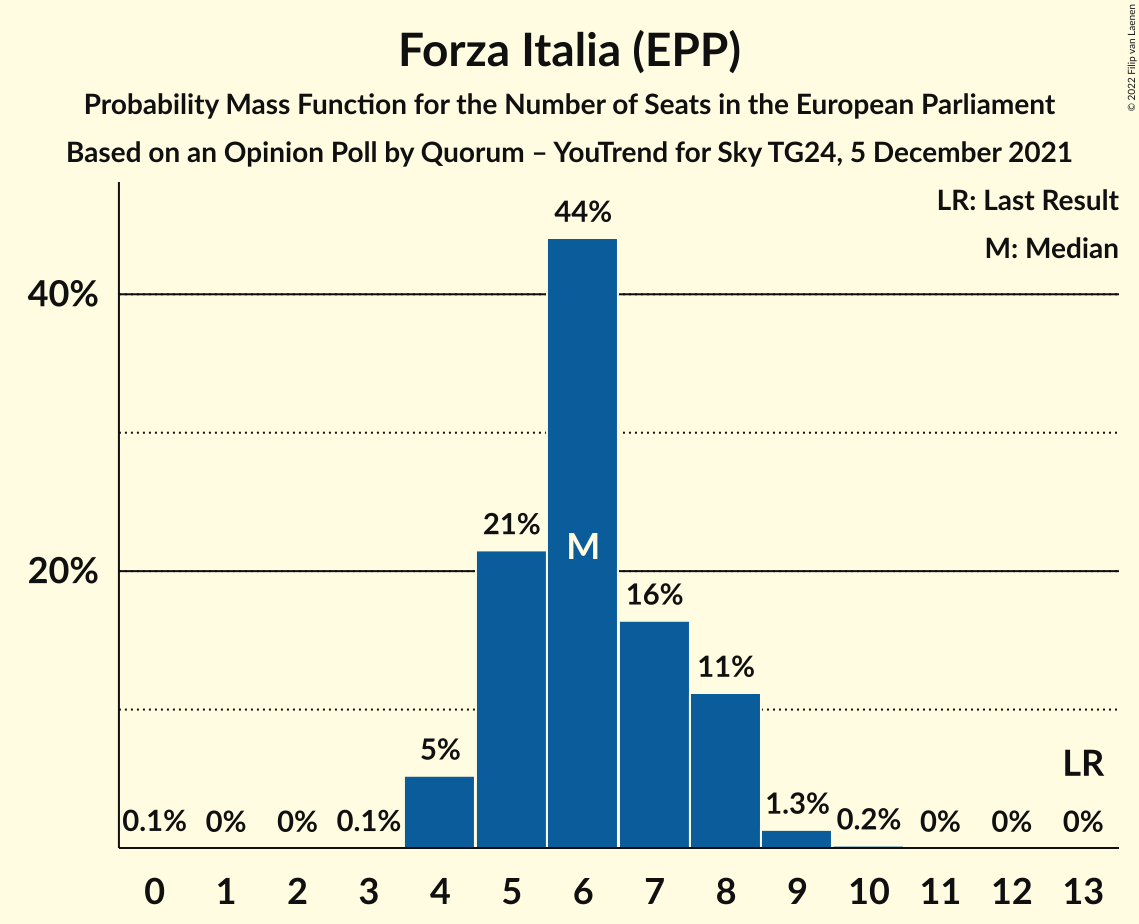 Forza Italia (EPP)
Probability Mass Function for the Number of Seats in the European Parliament
Based on an Opinion Poll by Quorum – YouTrend for Sky TG24, 5 December 2021
© 2022 Filip van Laenen
LR: Last Result
M: Median
40%
20%
0.1%
0%
0%
0.1%
5%
21%
44%
M
16%
11%
1.3%
0.2%
0%
0%
LR
0%
0 1 2 3 4 5 6 7 8 9 10 11 12 13